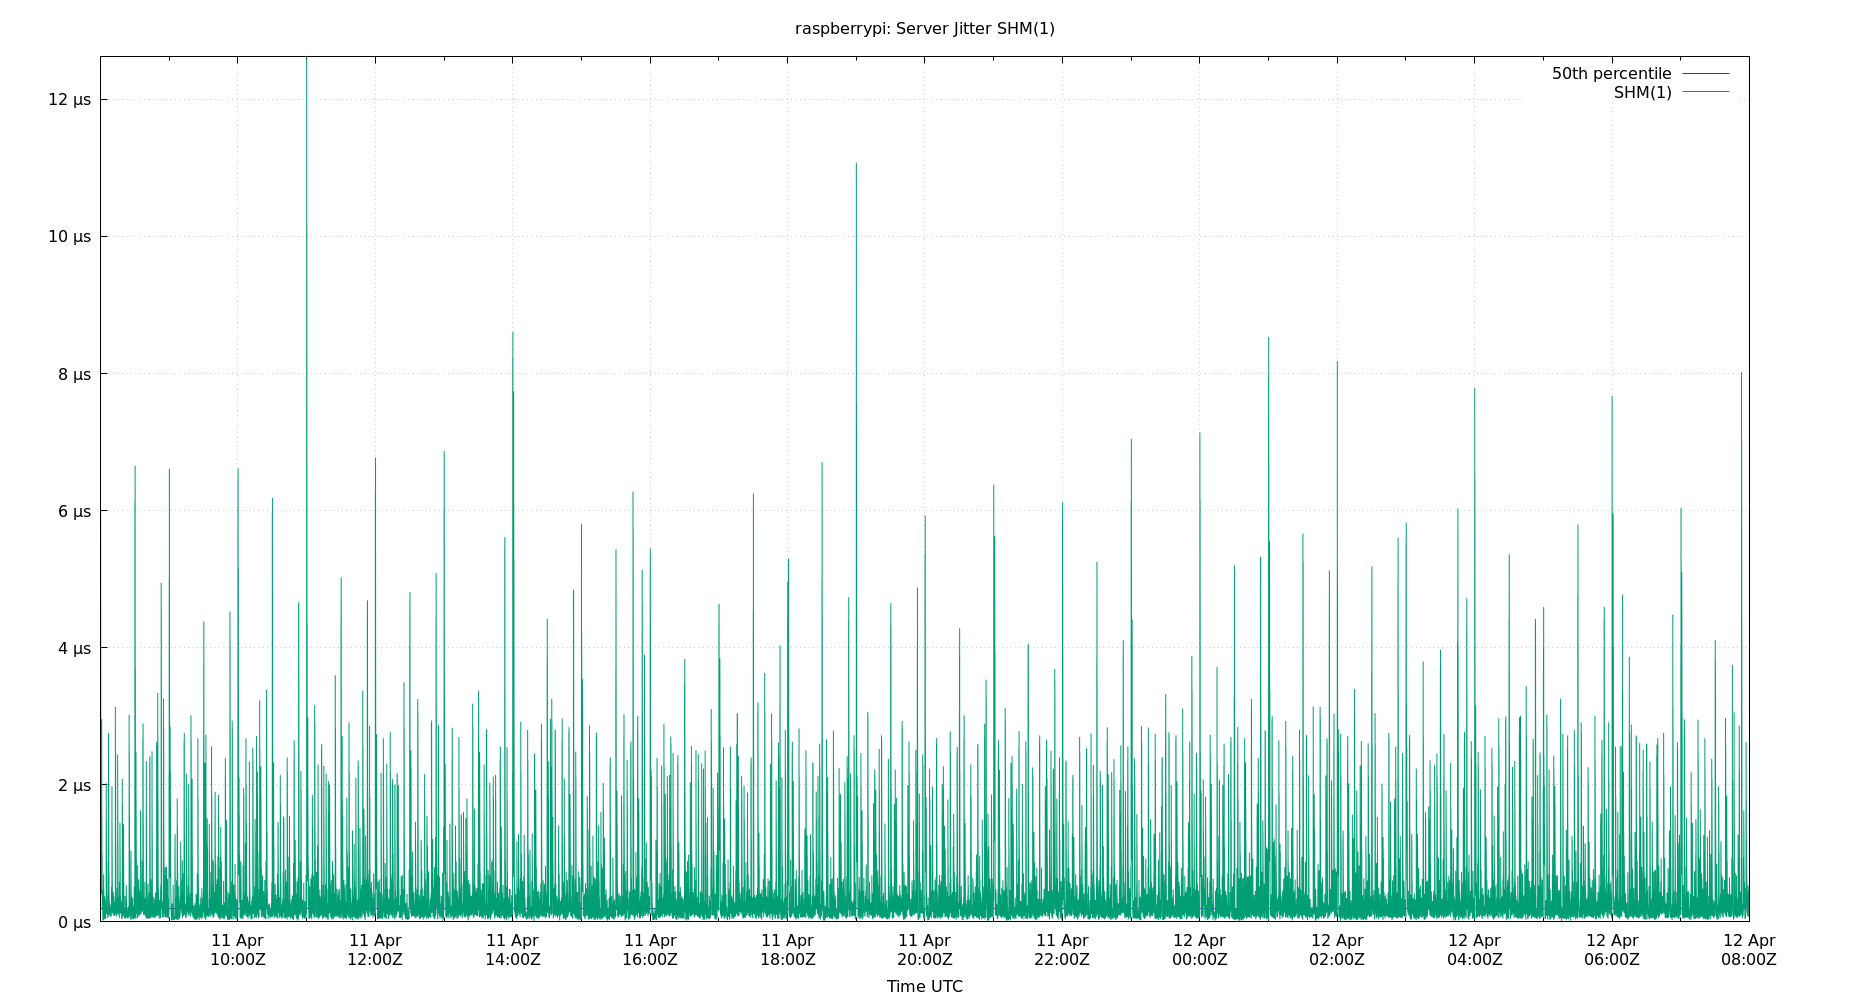 raspberrypi: Server Jitter SHM(1)
50th percentile
SHM(1)
12 µs
10 µs
8 µs
6 µs
4 µs
2 µs
0 µs
11 Apr 11 Apr 11 Apr 11 Apr 11 Apr 11 Apr 11 Apr 12 Apr 12 Apr 12 Apr 12 Apr 12 Apr
10:00Z 12:00Z 14:00Z 16:00Z 18:00Z 20:00Z 22:00Z 00:00Z 02:00Z 04:00Z 06:00Z 08:00Z
Time UTC